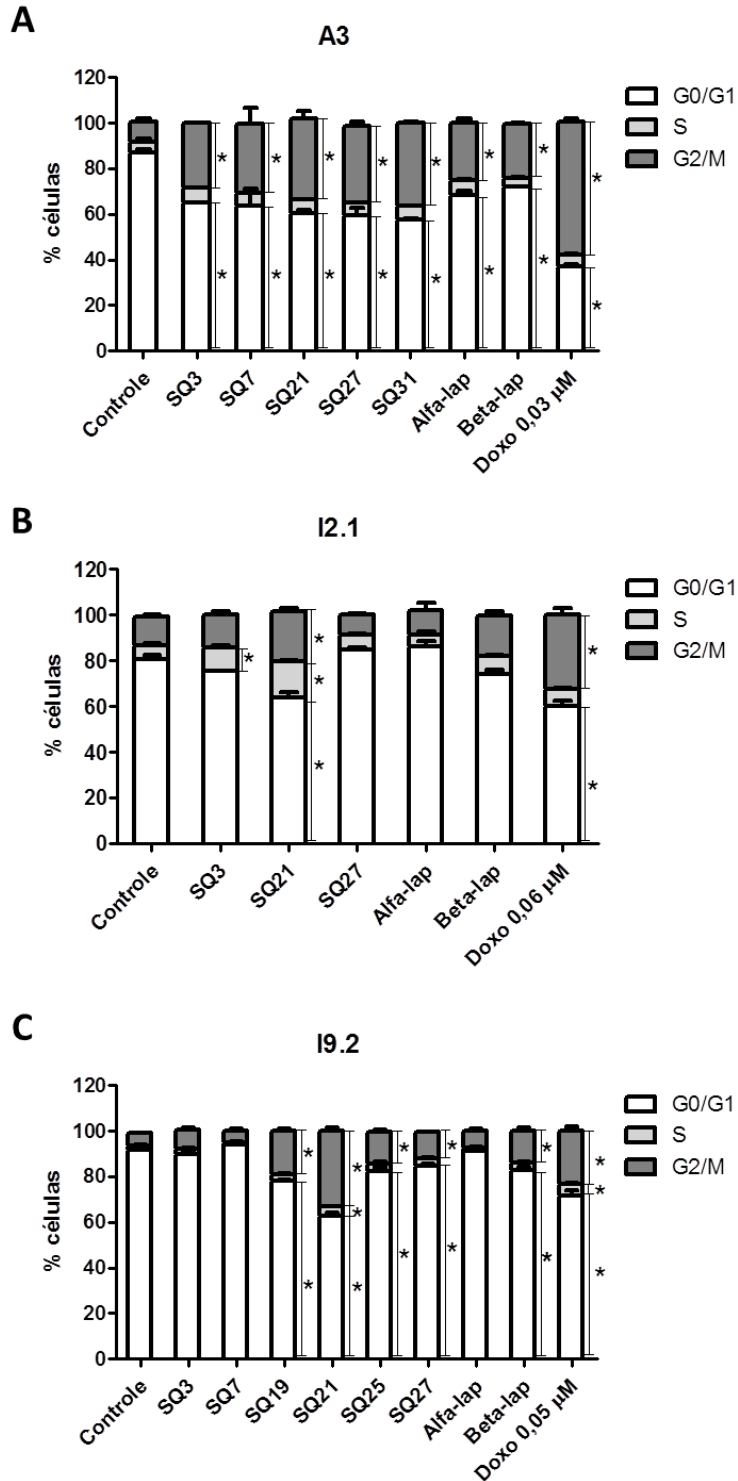 A
A3
120
100
80
60
40
20
0
% células
G0/G1
S
G2/M
* * * * * * * *
* * * * * * * *
Controle
SQ3
SQ7
SQ21
SQ27
SQ31
Alfa-lap
Beta-lap
Doxo 0,03 µM
B
I2.1
120
100
80
60
40
20
0
% células
G0/G1
S
G2/M
* * *
*
* *
Controle
SQ3
SQ21
SQ27
Alfa-lap
Beta-lap
Doxo 0,06 µM
C
I9.2
120
100
80
60
40
20
0
% células
G0/G1
S
G2/M
* * * * * *
* *
* * * * * *
Controle
SQ3
SQ7
SQ19
SQ21
SQ25
SQ27
Alfa-lap
Beta-lap
Doxo 0,05 µM